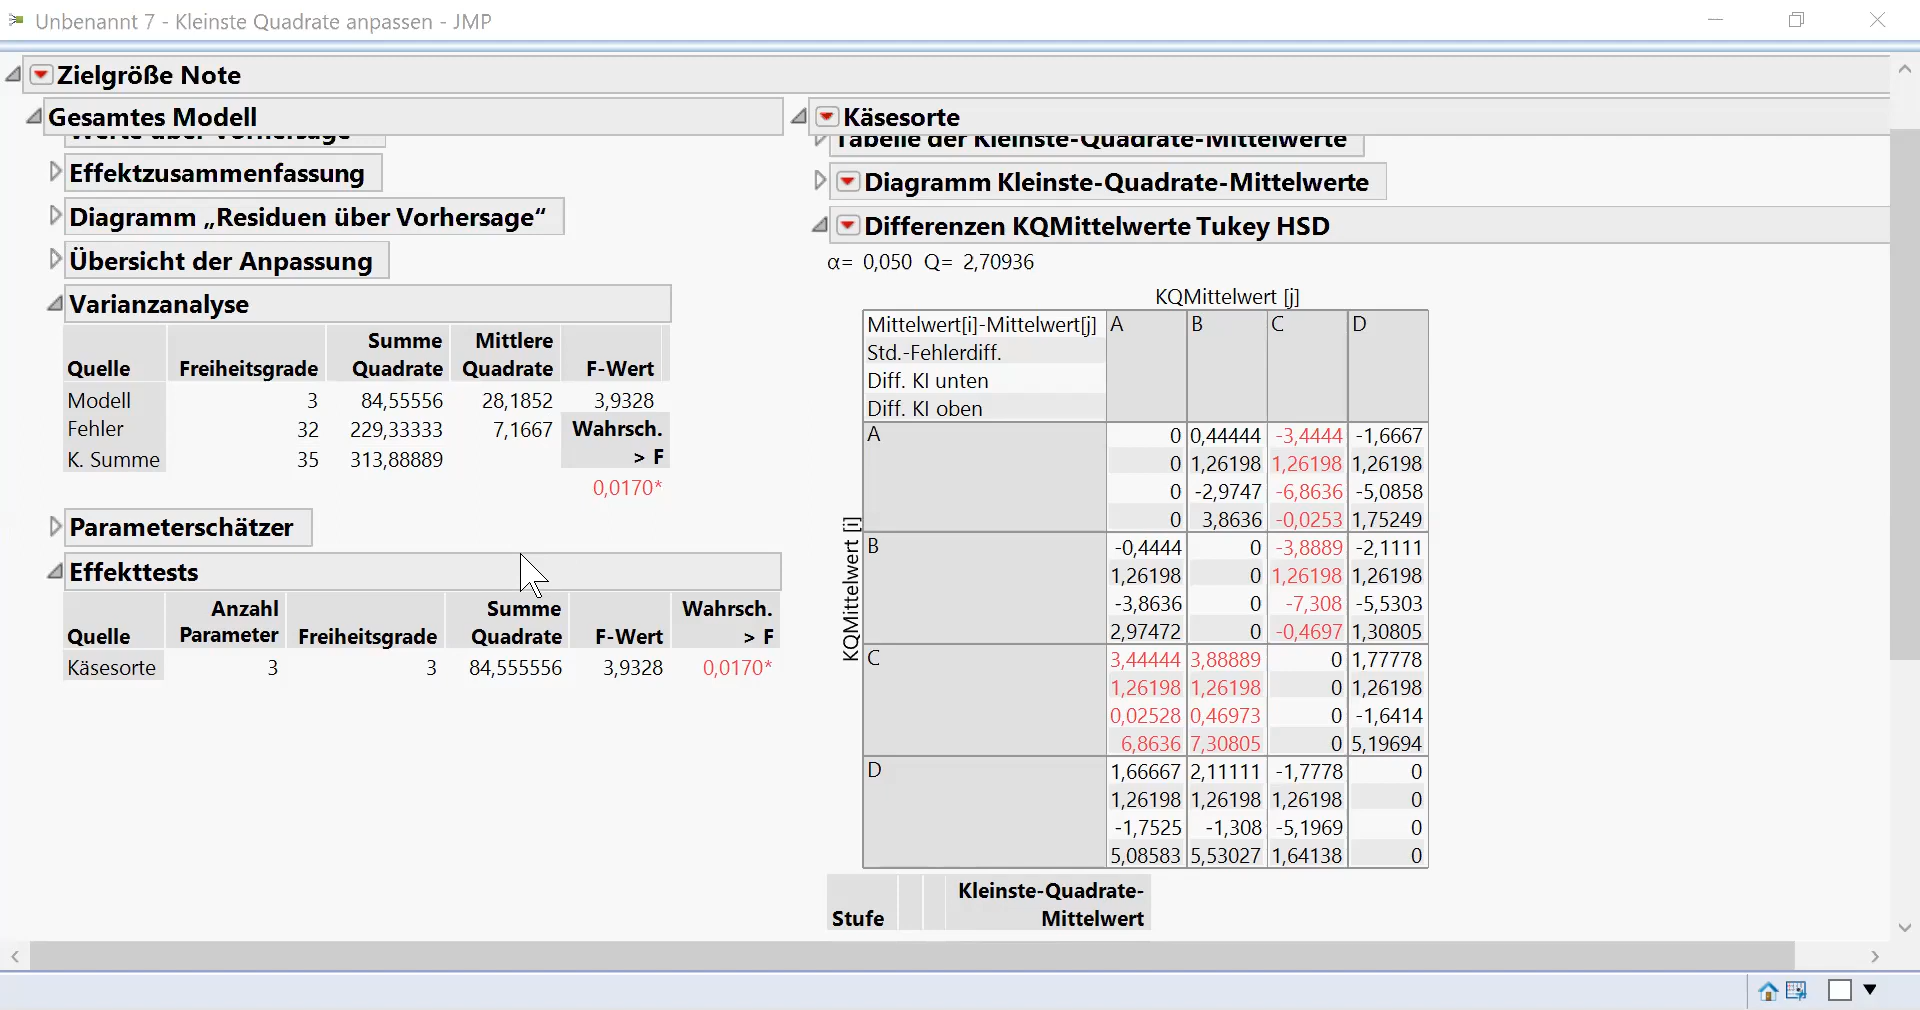 Unbenannt 7 - Kleinste Quadrate anpassen - JMP
Zielgröße Note
Gesamtes Modell
Werte über Vorhersage
Effektzusammenfassung
Diagramm „Residuen über Vorhersage“
Übersicht der Anpassung
Varianzanalyse
Quelle Freiheitsgrade Summe Quadrate Mittlere Quadrate F-Wert
Modell 3 84,55556 28,1852 3,9328
Fehler 32 229,33333 7,1667 Wahrsch. > F
K. Summe 35 313,88889
0,0170*
Parameterschätzer
Effekttests
Quelle Anzahl Parameter Freiheitsgrade Summe Quadrate F-Wert Wahrsch. > F
Käsesorte 3 3 84,555556 3,9328 0,0170*
Käsesorte
Tabelle der Kleinste-Quadrate-Mittelwerte
Diagramm Kleinste-Quadrate-Mittelwerte
Differenzen KQMittelwerte Tukey HSD
α= 0,050 Q= 2,70936
KQMittelwert [j]
KQMittelwert [i]
Mittelwert[i]-Mittelwert[j] A B C D
Std.-Fehlerdiff.
Diff. KI unten
Diff. KI oben
A 0 0,44444 -3,4444 -1,6667
0 1,26198 1,26198 1,26198
0 -2,9747 -6,8636 -5,0858
0 3,8636 -0,0253 1,75249
B -0,4444 0 -3,8889 -2,1111
1,26198 0 1,26198 1,26198
-3,8636 0 -7,308 -5,5303
2,97472 0 -0,4697 1,30805
C 3,44444 3,88889 0 1,77778
1,26198 1,26198 0 1,26198
0,02528 0,46973 0 -1,6414
6,8636 7,30805 0 5,19694
D 1,66667 2,11111 -1,7778 0
1,26198 1,26198 1,26198 0
-1,7525 -1,308 -5,1969 0
5,08583 5,53027 1,64138 0
Stufe Kleinste-Quadrate-Mittelwert